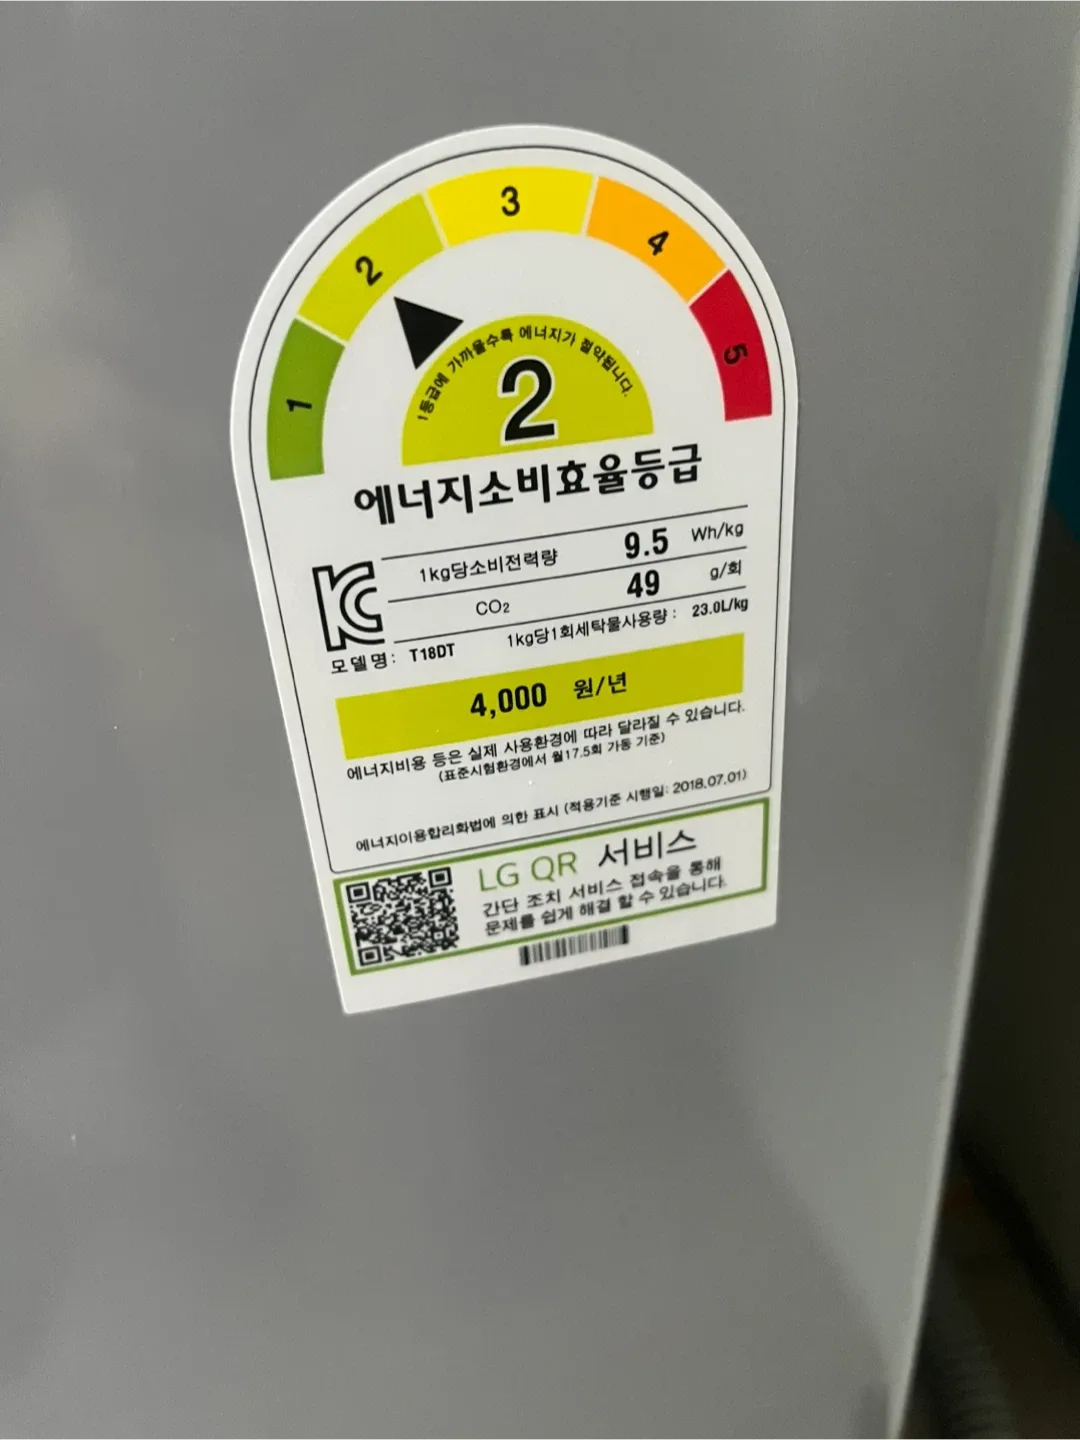 1
2
3
4
5
1등급에 가까울수록 에너지가 절약됩니다.
2
에너지소비효율등급
1kg당소비전력량 9.5 Wh/kg
CO₂ 49 g/회
모델명: T18DT 1kg당1회세탁물사용량 : 23.0L/kg
4,000 원/년
에너지비용 등은 실제 사용환경에 따라 달라질 수 있습니다.
(표준시험환경에서 월17.5회 가동 기준)
에너지이용합리화법에 의한 표시 (적용기준 시행일: 2018.07.01)
LG QR 서비스
간단 조치 서비스 접속을 통해
문제를 쉽게 해결 할 수 있습니다.